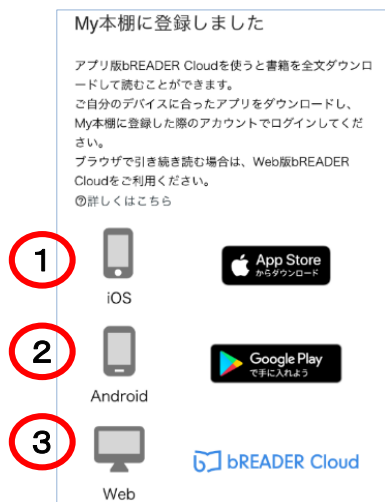 My本棚に登録しました
アプリ版bREADER Cloudを使うと書籍を全文ダウンロ
ードして読むことができます。
ご自分のデバイスに合ったアプリをダウンロードし、
My本棚に登録した際のアカウントでログインしてくだ
さい。
ブラウザで引き続き読む場合は、Web版bREADER
Cloudをご利用ください。
?詳しくはこちら
1
App Store
からダウンロード
iOS
2
Google Play
で手に入れよう
Android
3
bREADER Cloud
Web